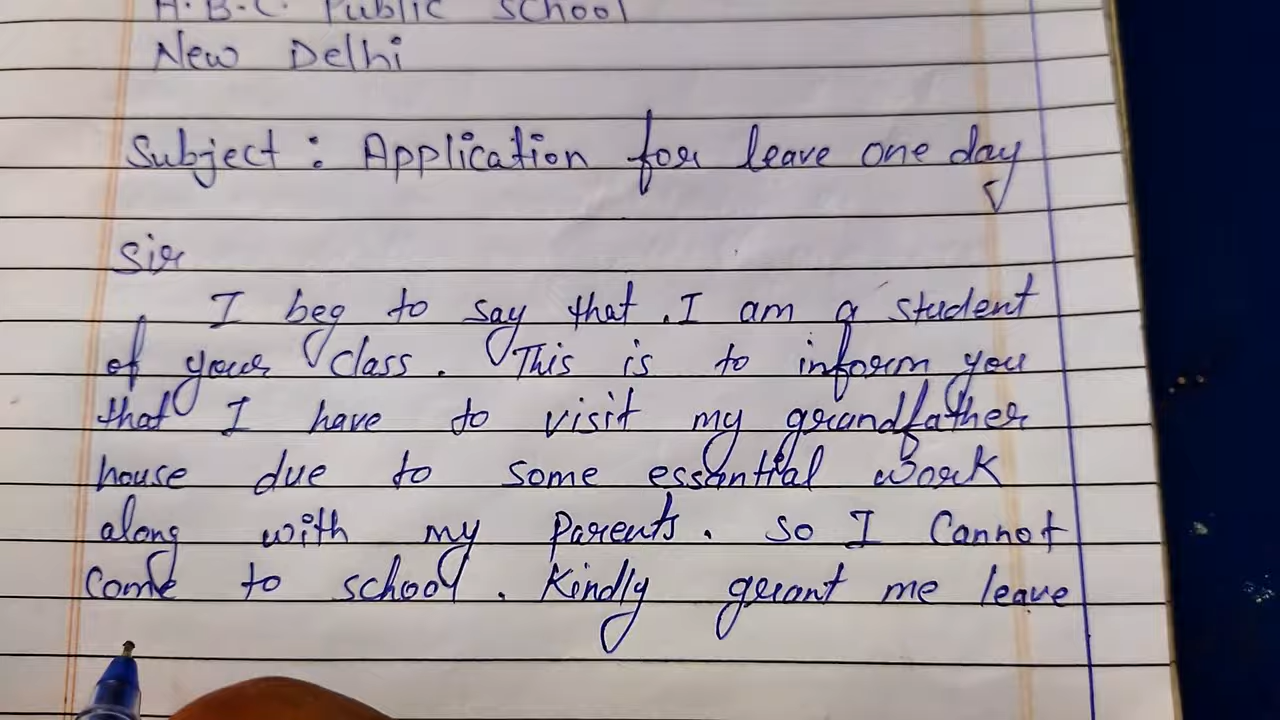 A.B.C. Public School
New Delhi
Subject : Application for leave one day
Sir
I beg to say that I am a student
of your class. This is to inform you
that I have to visit my grandfather
house due to some essantial work
along with my Parents. So I Cannot
Come to school. Kindly grant me leave